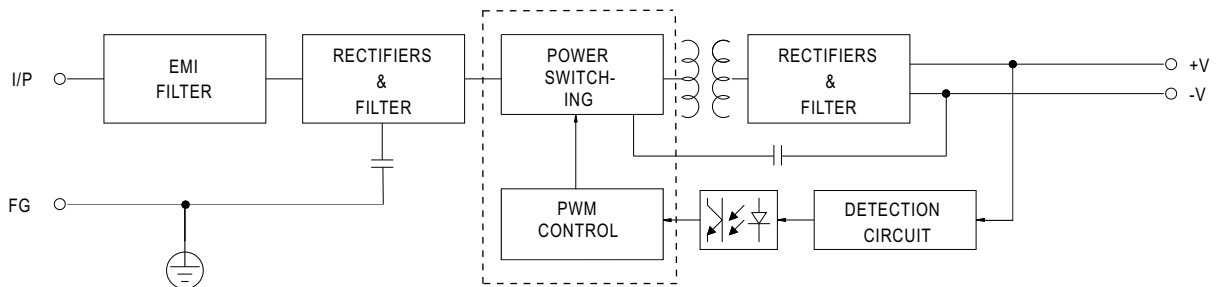 I/P
EMI
FILTER
RECTIFIERS
&
FILTER
POWER
SWITCH-
ING
RECTIFIERS
&
FILTER
+V
-V
FG
PWM
CONTROL
DETECTION
CIRCUIT